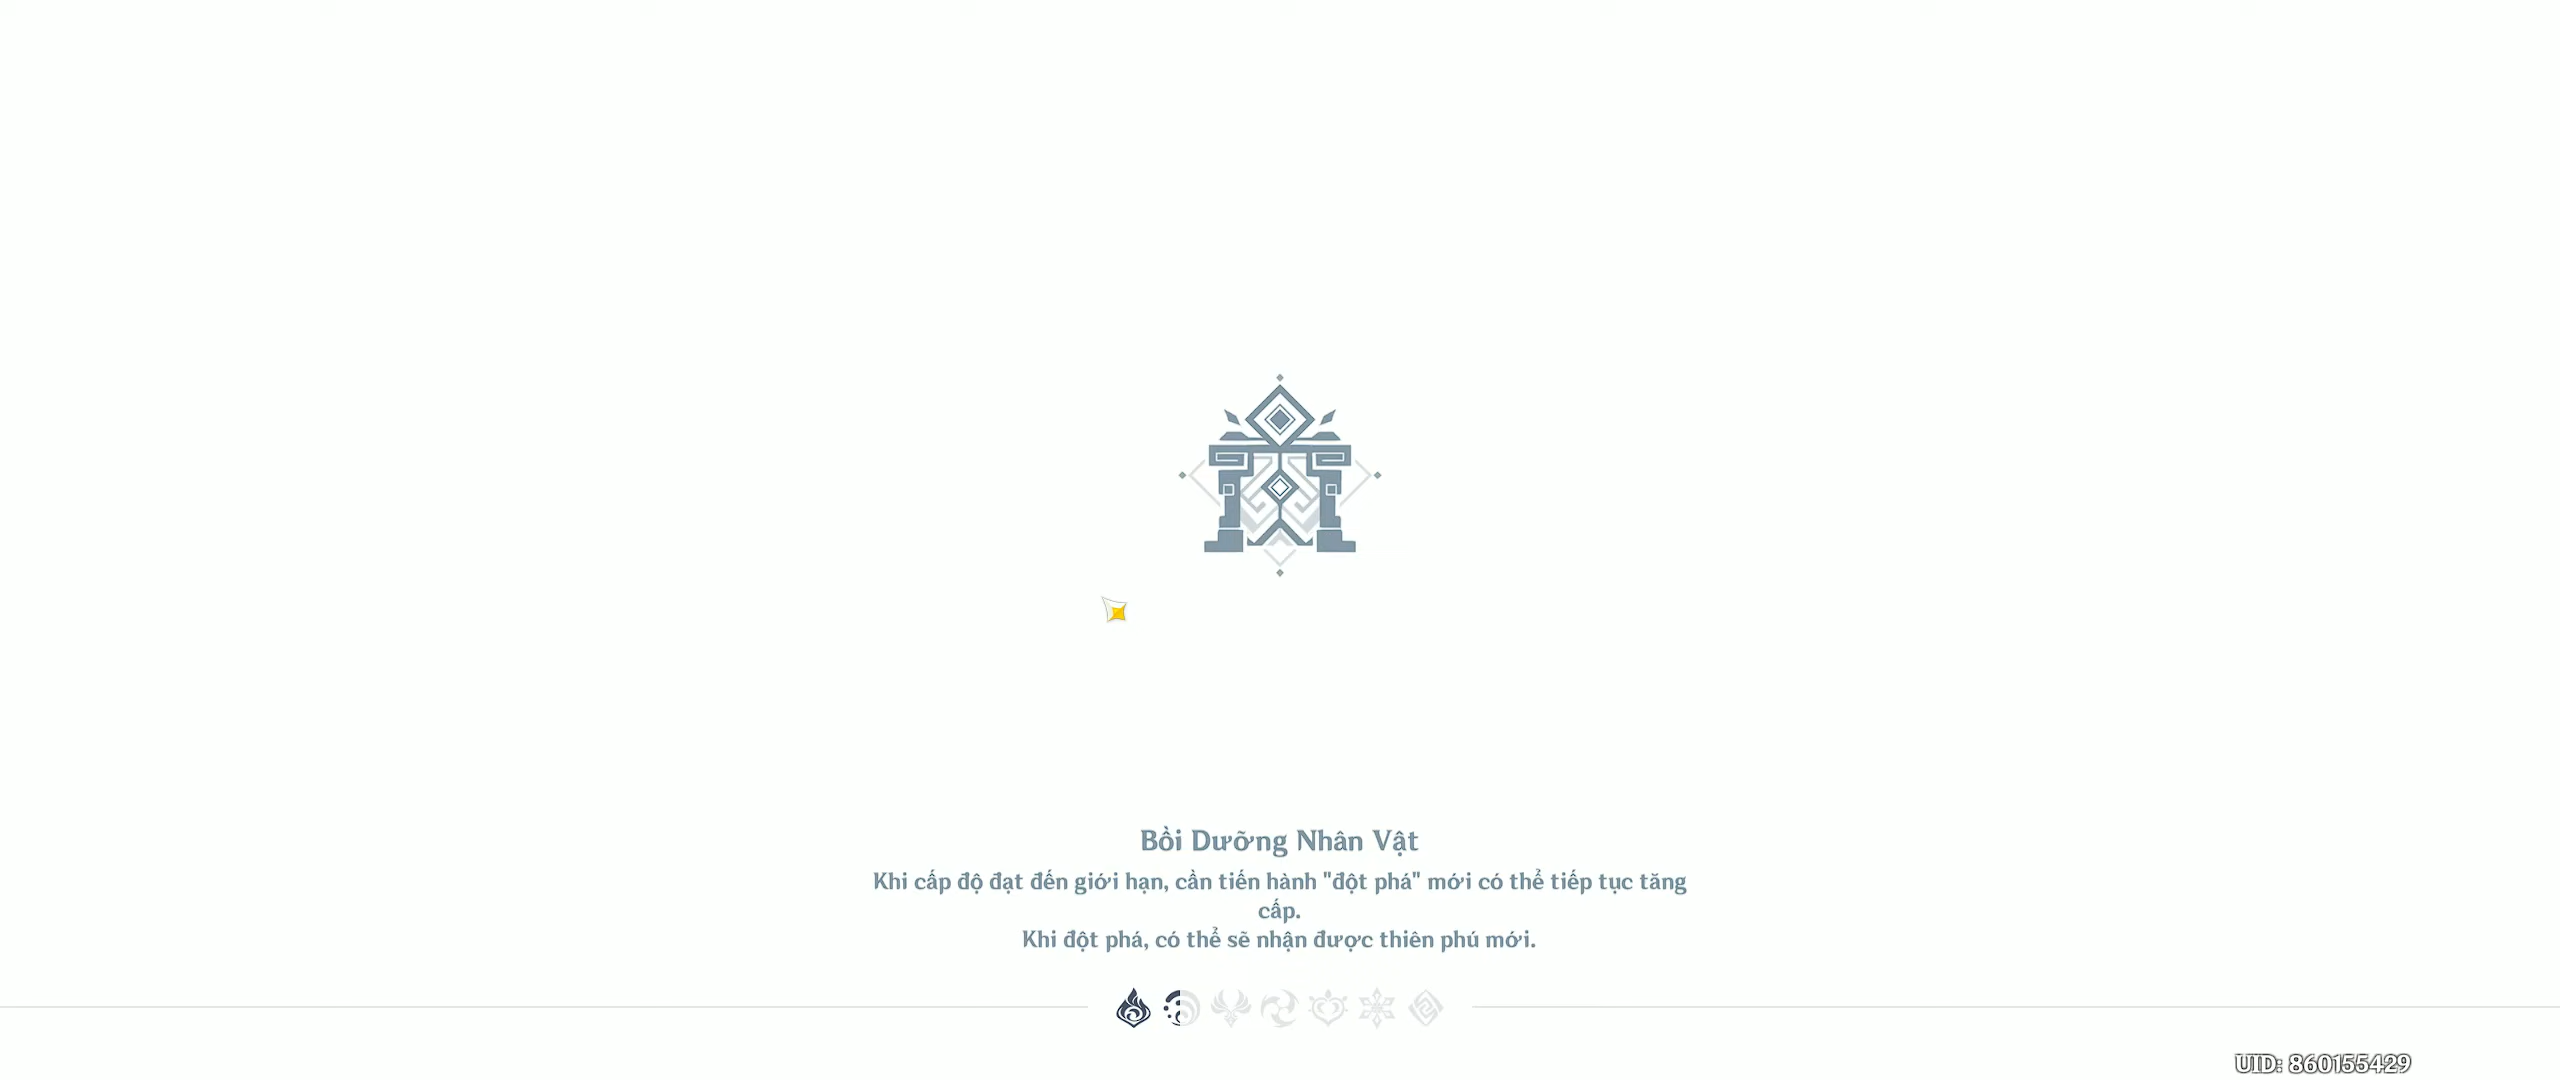 Bồi Dưỡng Nhân Vật
Khi cấp độ đạt đến giới hạn, cần tiến hành "đột phá" mới có thể tiếp tục tăng
cấp.
Khi đột phá, có thể sẽ nhận được thiên phú mới.
UID: 860155429